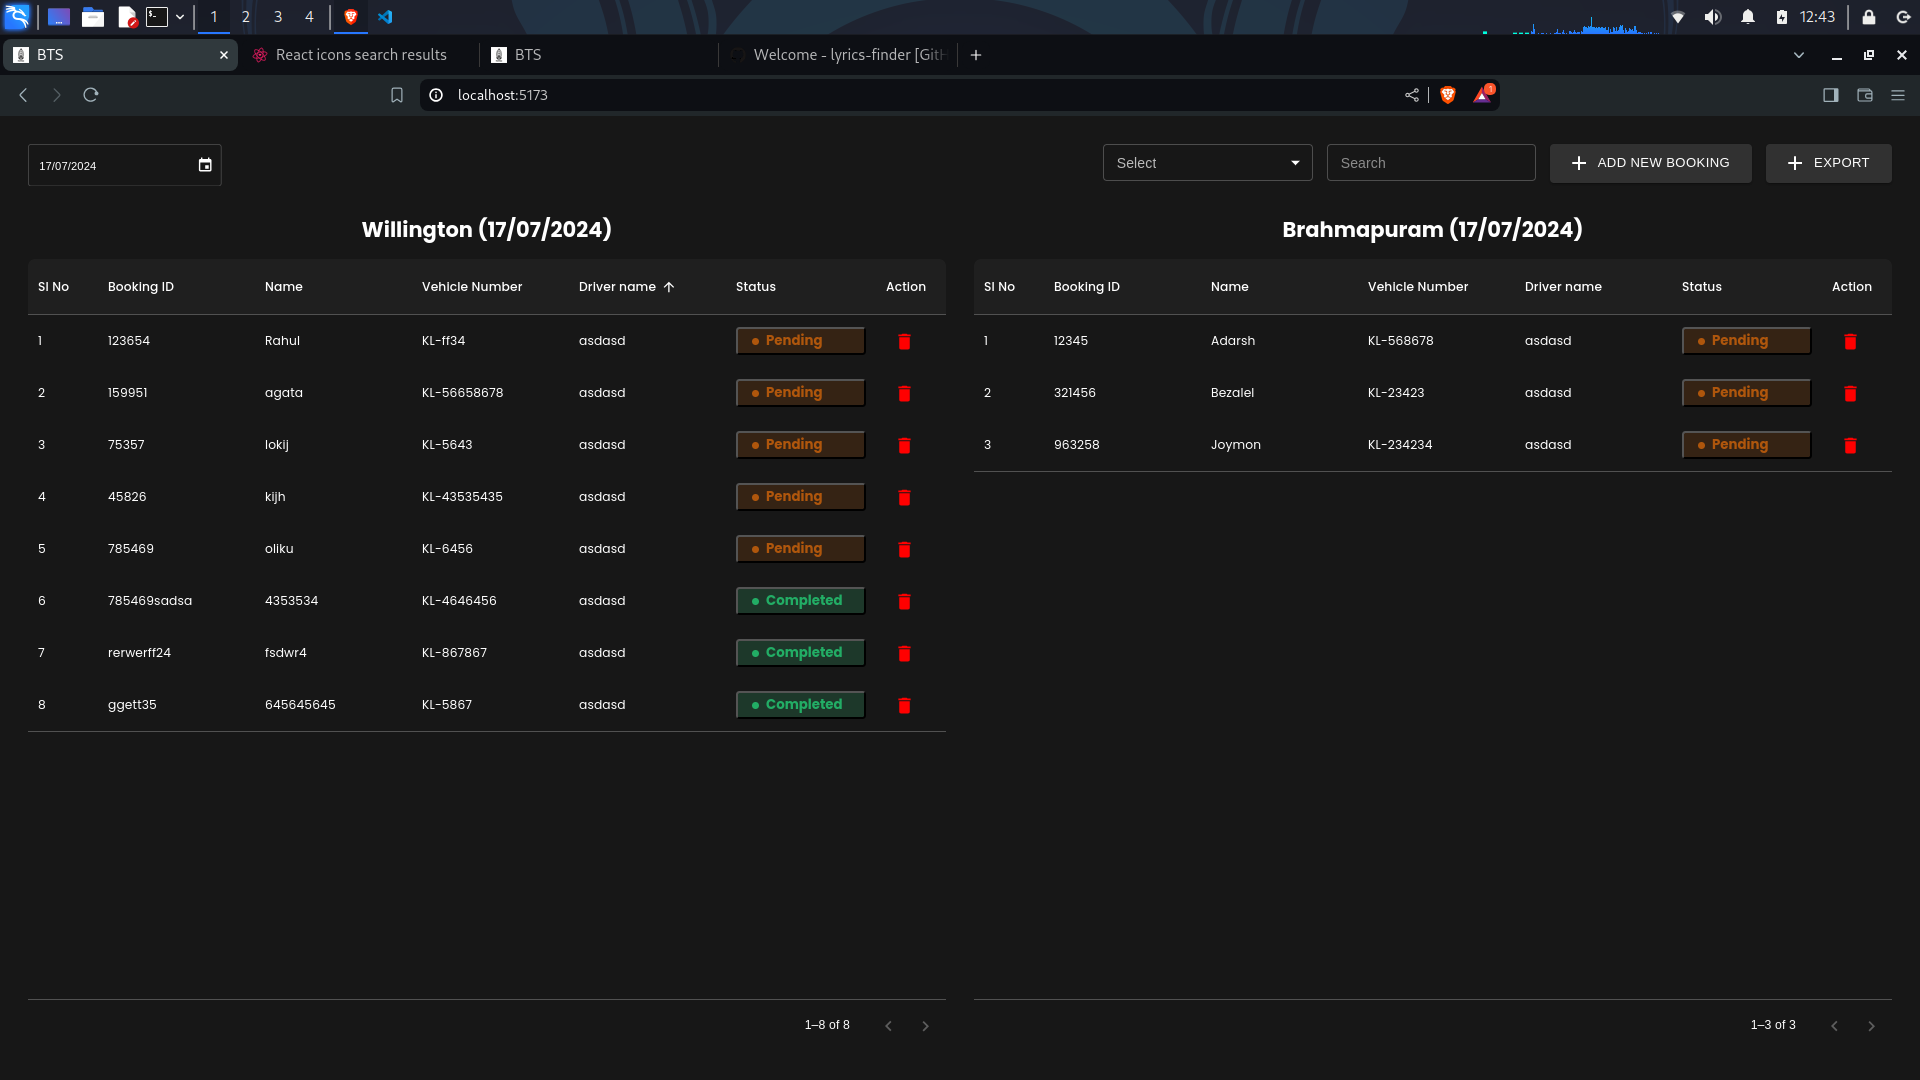 1 2 3 4 12:43
BTS React icons search results BTS Welcome - lyrics-finder [GitH
localhost:5173 1
17/07/2024 Select Search ADD NEW BOOKING EXPORT
Willington (17/07/2024)
Sl No Booking ID Name Vehicle Number Driver name Status Action
1 123654 Rahul KL-ff34 asdasd Pending
2 159951 agata KL-56658678 asdasd Pending
3 75357 lokij KL-5643 asdasd Pending
4 45826 kijh KL-43535435 asdasd Pending
5 785469 oliku KL-6456 asdasd Pending
6 785469sadsa 4353534 KL-4646456 asdasd Completed
7 rerwerff24 fsdwr4 KL-867867 asdasd Completed
8 ggett35 645645645 KL-5867 asdasd Completed
1–8 of 8
Brahmapuram (17/07/2024)
Sl No Booking ID Name Vehicle Number Driver name Status Action
1 12345 Adarsh KL-568678 asdasd Pending
2 321456 Bezalel KL-23423 asdasd Pending
3 963258 Joymon KL-234234 asdasd Pending
1–3 of 3